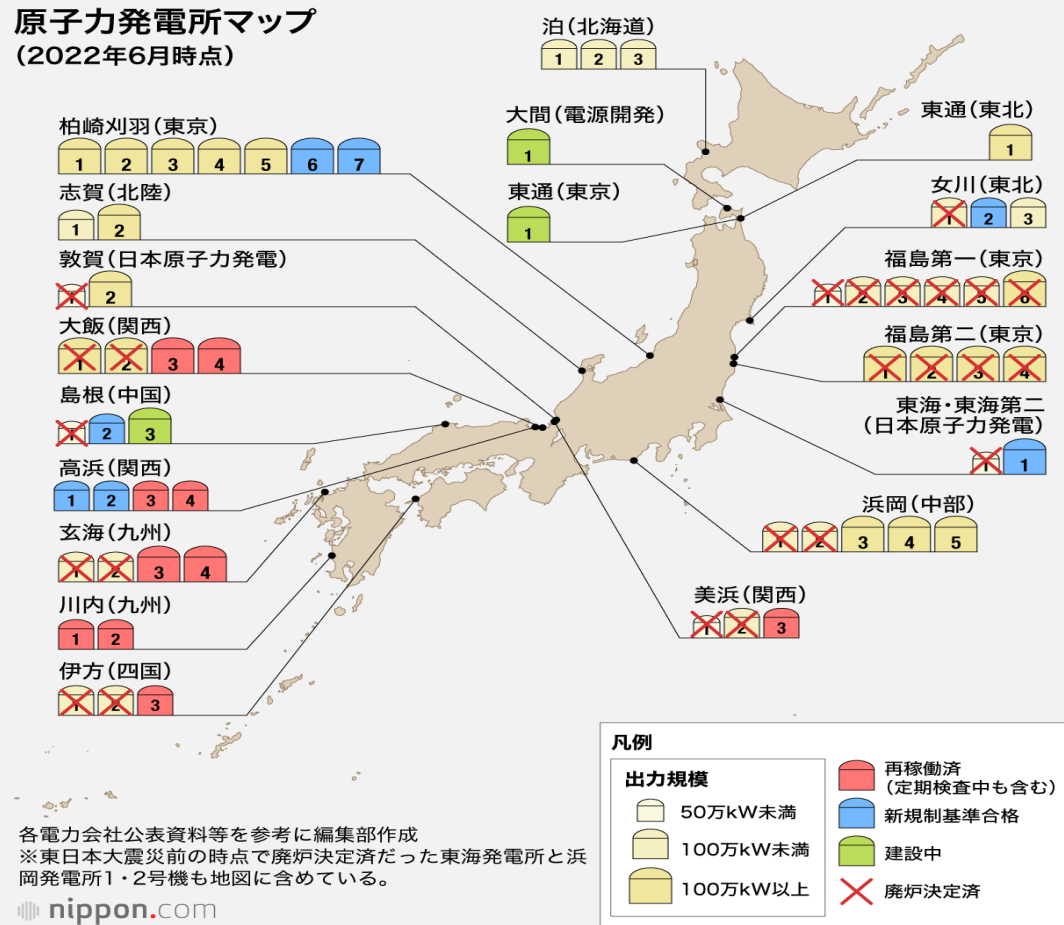 原子力発電所マップ
(2022年6月時点)
泊(北海道)
1 2 3
大間(電源開発)
1
東通(東京)
1
東通(東北)
1
女川(東北)
1 2 3
福島第一(東京)
1 2 3 4 5 6
福島第二(東京)
1 2 3 4
東海・東海第二
(日本原子力発電)
1 1
浜岡(中部)
1 2 3 4 5
美浜(関西)
1 2 3
柏崎刈羽(東京)
1 2 3 4 5 6 7
志賀(北陸)
1 2
敦賀(日本原子力発電)
1 2
大飯(関西)
1 2 3 4
島根(中国)
1 2 3
高浜(関西)
1 2 3 4
玄海(九州)
1 2 3 4
川内(九州)
1 2
伊方(四国)
1 2 3
凡例
出力規模
50万kW未満
100万kW未満
100万kW以上
再稼働済
(定期検査中も含む)
新規制基準合格
建設中
廃炉決定済
各電力会社公表資料等を参考に編集部作成
※東日本大震災前の時点で廃炉決定済だった東海発電所と浜
岡発電所1・2号機も地図に含めている。
nippon.com